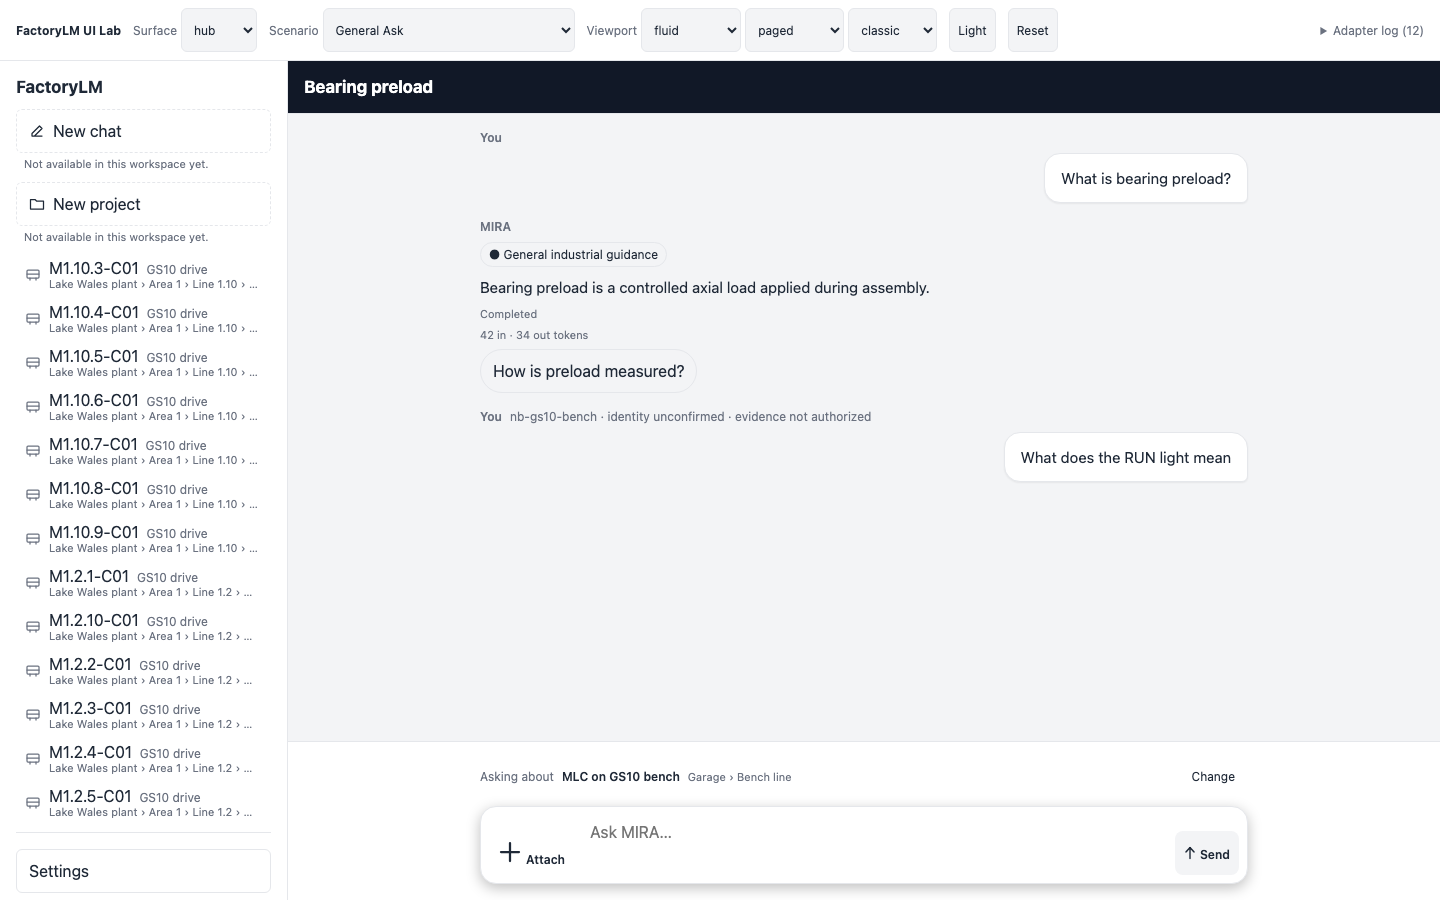 FactoryLM UI Lab Surface hub Scenario General Ask Viewport fluid paged classic Light Reset Adapter log (12)
FactoryLM
New chat
Not available in this workspace yet.
New project
Not available in this workspace yet.
M1.10.3-C01 GS10 drive
Lake Wales plant › Area 1 › Line 1.10 › ...
M1.10.4-C01 GS10 drive
Lake Wales plant › Area 1 › Line 1.10 › ...
M1.10.5-C01 GS10 drive
Lake Wales plant › Area 1 › Line 1.10 › ...
M1.10.6-C01 GS10 drive
Lake Wales plant › Area 1 › Line 1.10 › ...
M1.10.7-C01 GS10 drive
Lake Wales plant › Area 1 › Line 1.10 › ...
M1.10.8-C01 GS10 drive
Lake Wales plant › Area 1 › Line 1.10 › ...
M1.10.9-C01 GS10 drive
Lake Wales plant › Area 1 › Line 1.10 › ...
M1.2.1-C01 GS10 drive
Lake Wales plant › Area 1 › Line 1.2 › ...
M1.2.10-C01 GS10 drive
Lake Wales plant › Area 1 › Line 1.2 › ...
M1.2.2-C01 GS10 drive
Lake Wales plant › Area 1 › Line 1.2 › ...
M1.2.3-C01 GS10 drive
Lake Wales plant › Area 1 › Line 1.2 › ...
M1.2.4-C01 GS10 drive
Lake Wales plant › Area 1 › Line 1.2 › ...
M1.2.5-C01 GS10 drive
Lake Wales plant › Area 1 › Line 1.2 › ...
Settings
Bearing preload
You
What is bearing preload?
MIRA
General industrial guidance
Bearing preload is a controlled axial load applied during assembly.
Completed
42 in · 34 out tokens
How is preload measured?
You nb-gs10-bench · identity unconfirmed · evidence not authorized
What does the RUN light mean
Asking about MLC on GS10 bench Garage › Bench line Change
Ask MIRA...
Attach
Send